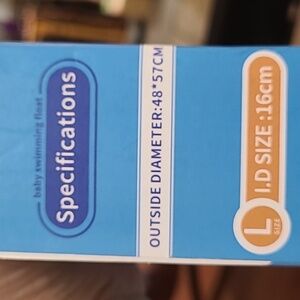 baby swimming float
Specifications
OUTSIDE DIAMETER:48*57CM
L
SIZE
I.D SIZE :16cm